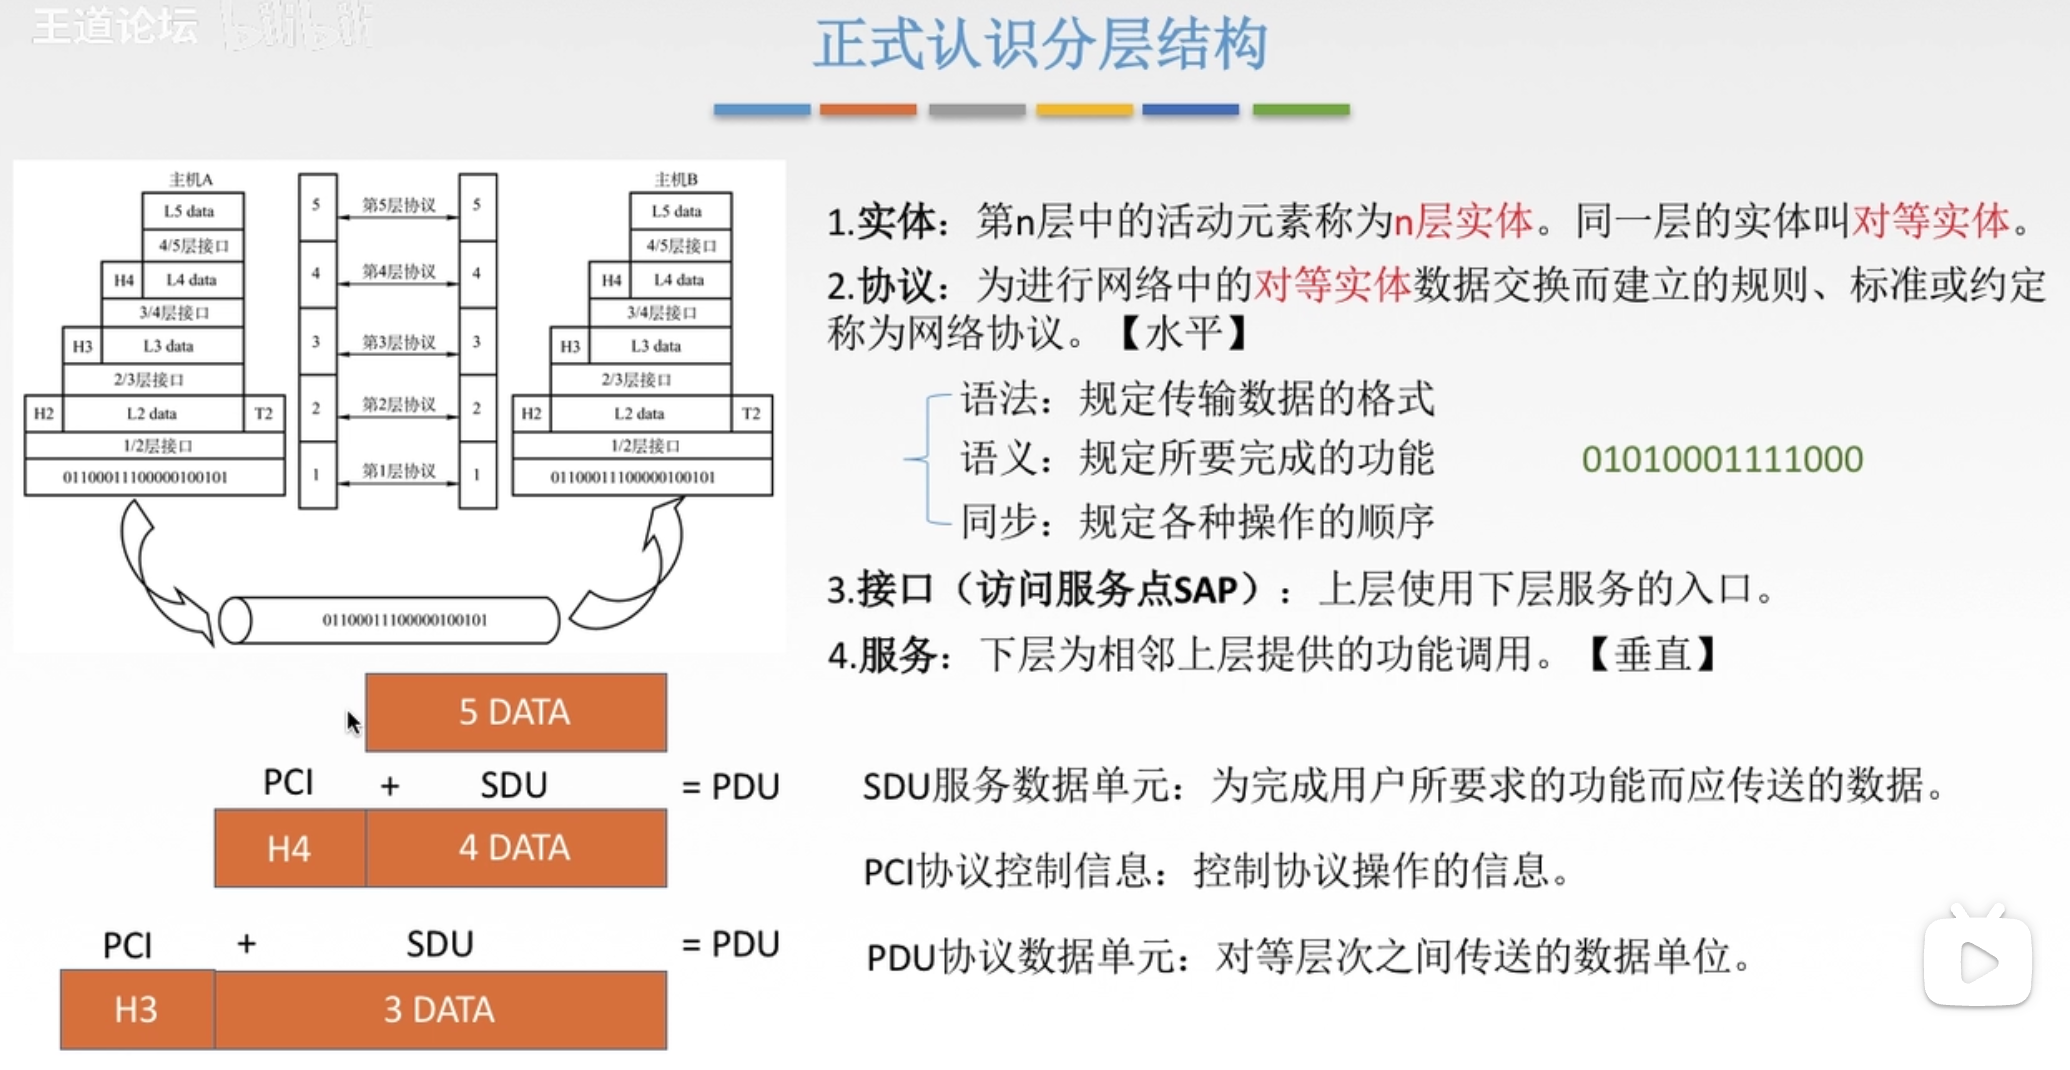 王道论坛 bilibili
正式认识分层结构
主机A
L5 data
4/5层接口
H4 L4 data
3/4层接口
H3 L3 data
2/3层接口
H2 L2 data T2
1/2层接口
01100011100000100101
5 第5层协议 5
4 第4层协议 4
3 第3层协议 3
2 第2层协议 2
1 第1层协议 1
主机B
L5 data
4/5层接口
H4 L4 data
3/4层接口
H3 L3 data
2/3层接口
H2 L2 data T2
1/2层接口
01100011100000100101
01100011100000100101
5 DATA
PCI + SDU = PDU
H4 4 DATA
PCI + SDU = PDU
H3 3 DATA
1.实体：第n层中的活动元素称为n层实体。同一层的实体叫对等实体。
2.协议：为进行网络中的对等实体数据交换而建立的规则、标准或约定
称为网络协议。【水平】
语法：规定传输数据的格式
语义：规定所要完成的功能
01010001111000
同步：规定各种操作的顺序
3.接口（访问服务点SAP）：上层使用下层服务的入口。
4.服务：下层为相邻上层提供的功能调用。【垂直】
SDU服务数据单元：为完成用户所要求的功能而应传送的数据。
PCI协议控制信息：控制协议操作的信息。
PDU协议数据单元：对等层次之间传送的数据单位。